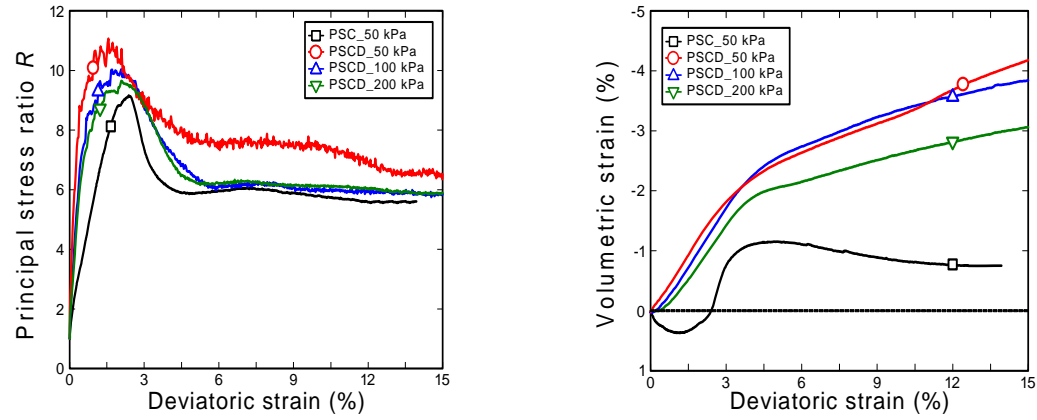 12
10
8
6
4
2
0
0
3
6
9
12
15
Principal stress ratio R
Deviatoric strain (%)
PSC_50 kPa
PSCD_50 kPa
PSCD_100 kPa
PSCD_200 kPa
-5
-4
-3
-2
-1
0
1
0
3
6
9
12
15
Volumetric strain (%)
Deviatoric strain (%)
PSC_50 kPa
PSCD_50 kPa
PSCD_100 kPa
PSCD_200 kPa